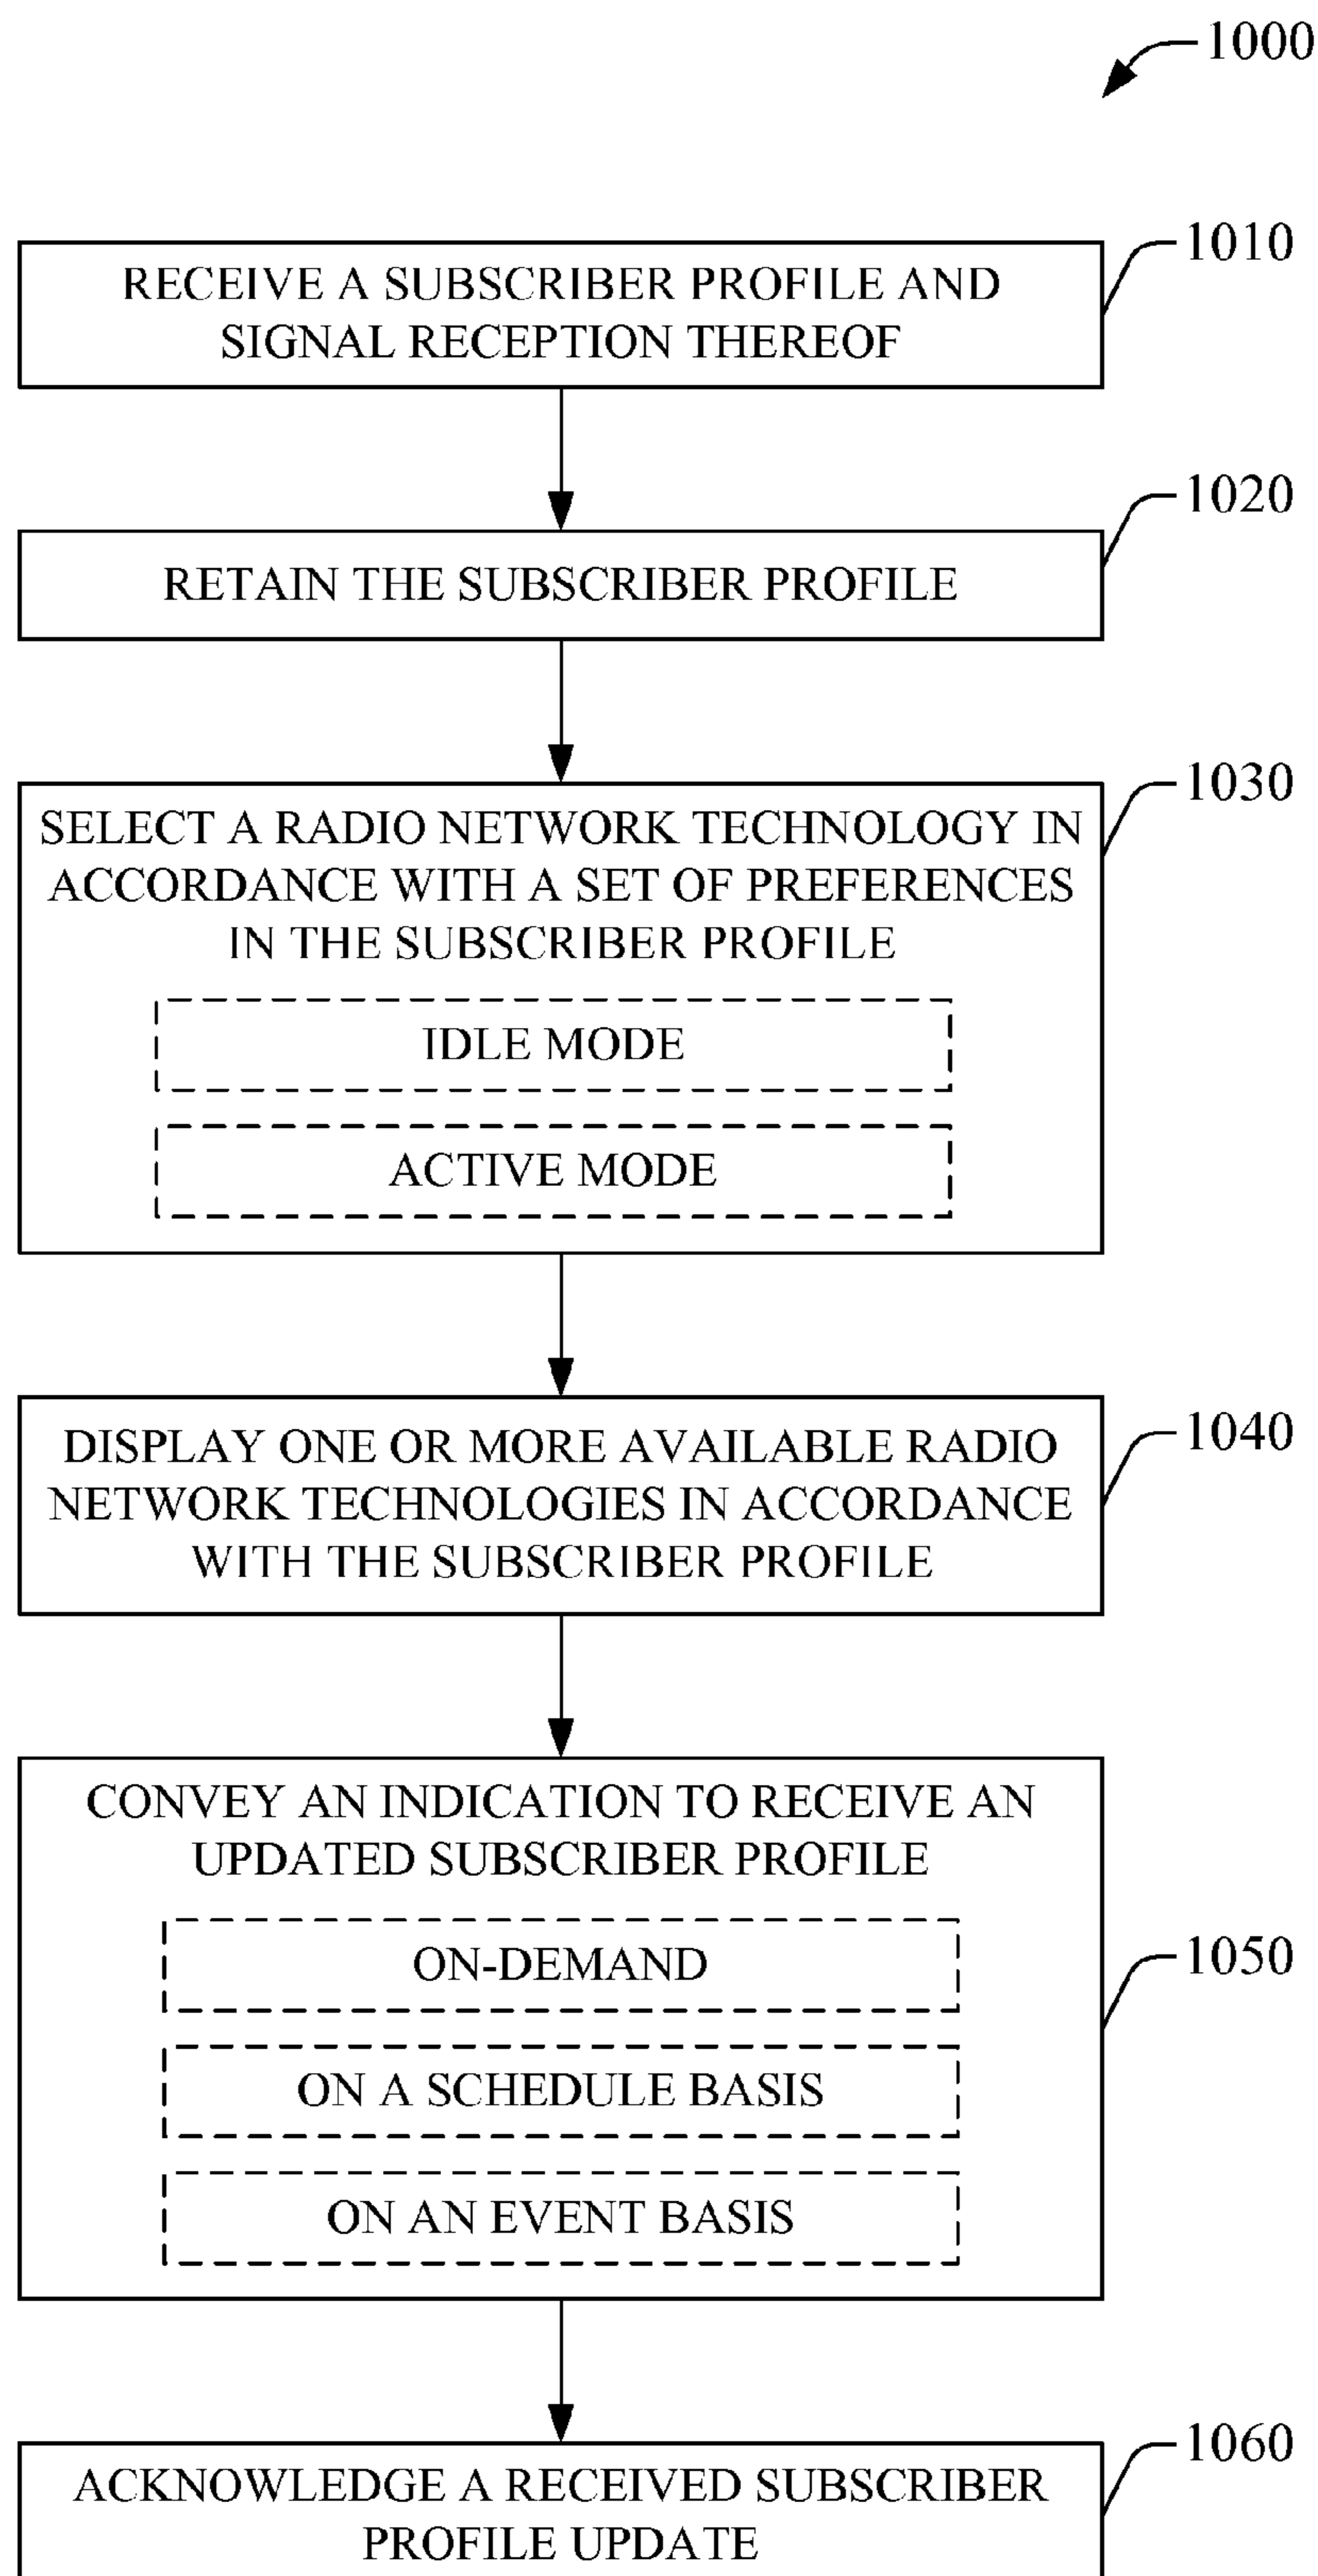 1000
1010
RECEIVE A SUBSCRIBER PROFILE AND
SIGNAL RECEPTION THEREOF
1020
RETAIN THE SUBSCRIBER PROFILE
1030
SELECT A RADIO NETWORK TECHNOLOGY IN
ACCORDANCE WITH A SET OF PREFERENCES
IN THE SUBSCRIBER PROFILE
IDLE MODE
ACTIVE MODE
1040
DISPLAY ONE OR MORE AVAILABLE RADIO
NETWORK TECHNOLOGIES IN ACCORDANCE
WITH THE SUBSCRIBER PROFILE
CONVEY AN INDICATION TO RECEIVE AN
UPDATED SUBSCRIBER PROFILE
1050
ON-DEMAND
ON A SCHEDULE BASIS
ON AN EVENT BASIS
1060
ACKNOWLEDGE A RECEIVED SUBSCRIBER
PROFILE UPDATE